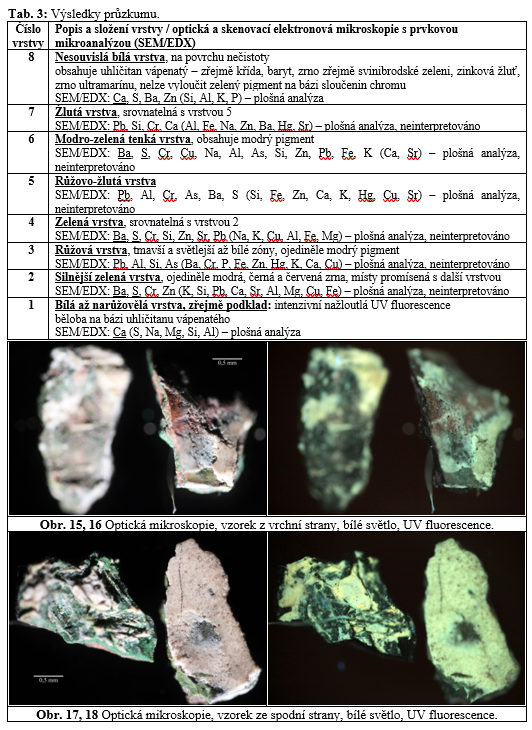 Tab. 3: Výsledky průzkumu.
Číslo vrstvy
Popis a složení vrstvy / optická a skenovací elektronová mikroskopie s prvkovou
mikroanalýzou (SEM/EDX)
8
Nesouvislá bílá vrstva, na povrchu nečistoty
obsahuje uhličitan vápenatý – zřejmě křída, baryt, zrno zřejmě svinibrodské zeleni, zinková žluť,
zrno ultramarínu, nelze vyloučit zelený pigment na bázi sloučenin chromu
SEM/EDX: Ca, S, Ba, Zn (Si, Al, K, P) – plošná analýza
7
Žlutá vrstva, srovnatelná s vrstvou 5
SEM/EDX: Pb, Si, Cr, Ca (Al, Fe, Na, Zn, Ba, Hg, Sr) – plošná analýza, neinterpretováno
6
Modro-zelená tenká vrstva, obsahuje modrý pigment
SEM/EDX: Ba, S, Cr, Cu, Na, Al, As, Si, Zn, Pb, Fe, K (Ca, Sr) – plošná analýza,
neinterpretováno
5
Růžovo-žlutá vrstva
SEM/EDX: Pb, Al, Cr, As, Ba, S (Si, Fe, Zn, Ca, K, Hg, Cu, Sr) – plošná analýza,
neinterpretováno
4
Zelená vrstva, srovnatelná s vrstvou 2
SEM/EDX: Ba, S, Cr, Si, Zn, Sr, Pb (Na, K, Cu, Al, Fe, Mg) – plošná analýza, neinterpretováno
3
Růžová vrstva, tmavší a světlejší až bílé zóny, ojediněle modrý pigment
SEM/EDX: Pb, Al, Si, As (Ba, Cr, P, Fe, Zn, Hg, K, Ca, Cu) – plošná analýza, neinterpretováno
2
Silnější zelená vrstva, ojediněle modrá, černá a červená zrna, místy promísená s další vrstvou
SEM/EDX: Ba, S, Cr, Zn (K, Si, Pb, Ca, Sr, Al, Mg, Cu, Fe) – plošná analýza, neinterpretováno
1
Bílá až narůžovělá vrstva, zřejmě podklad: intenzivní nažloutlá UV fluorescence
běloba na bázi uhličitanu vápenatého
SEM/EDX: Ca (S, Na, Mg, Si, Al) – plošná analýza
0,5 mm
Obr. 15, 16 Optická mikroskopie, vzorek z vrchní strany, bílé světlo, UV fluorescence.
0,5 mm
Obr. 17, 18 Optická mikroskopie, vzorek ze spodní strany, bílé světlo, UV fluorescence.